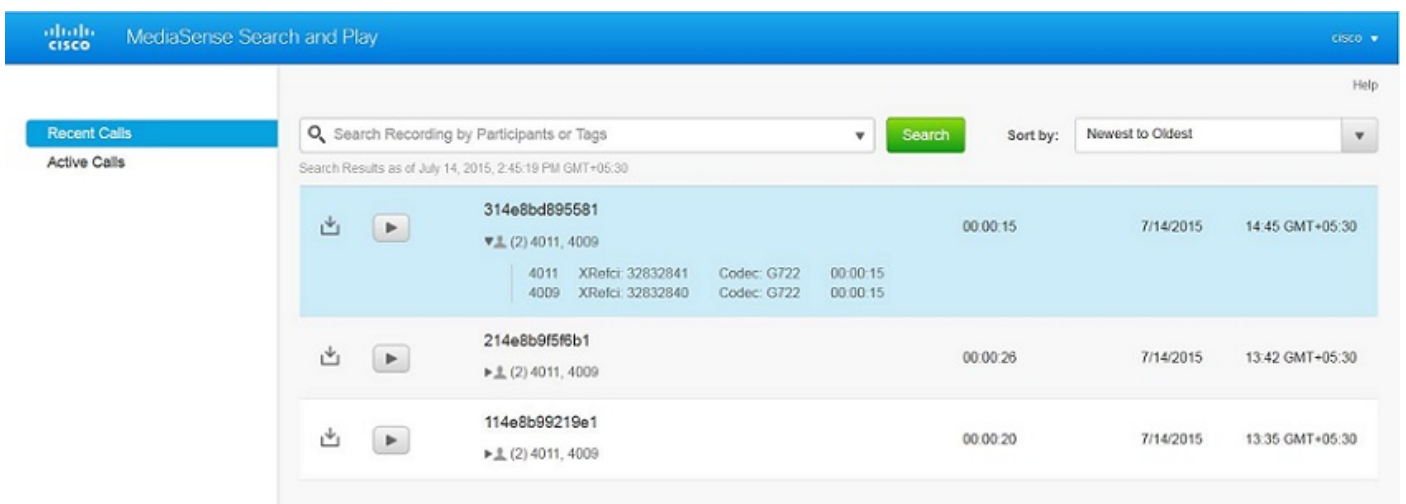 cisco MediaSense Search and Play cisco
Help
Recent Calls
Active Calls
Search Recording by Participants or Tags Search Sort by: Newest to Oldest
Search Results as of July 14, 2015, 2:45:19 PM GMT+05:30
314e8bd895581
00:00:15 7/14/2015 14:45 GMT+05:30
(2) 4011, 4009
4011 XRefci: 32832841 Codec: G722 00:00:15
4009 XRefci: 32832840 Codec: G722 00:00:15
214e8b9f5f6b1
00:00:26 7/14/2015 13:42 GMT+05:30
(2) 4011, 4009
114e8b99219e1
00:00:20 7/14/2015 13:35 GMT+05:30
(2) 4011, 4009